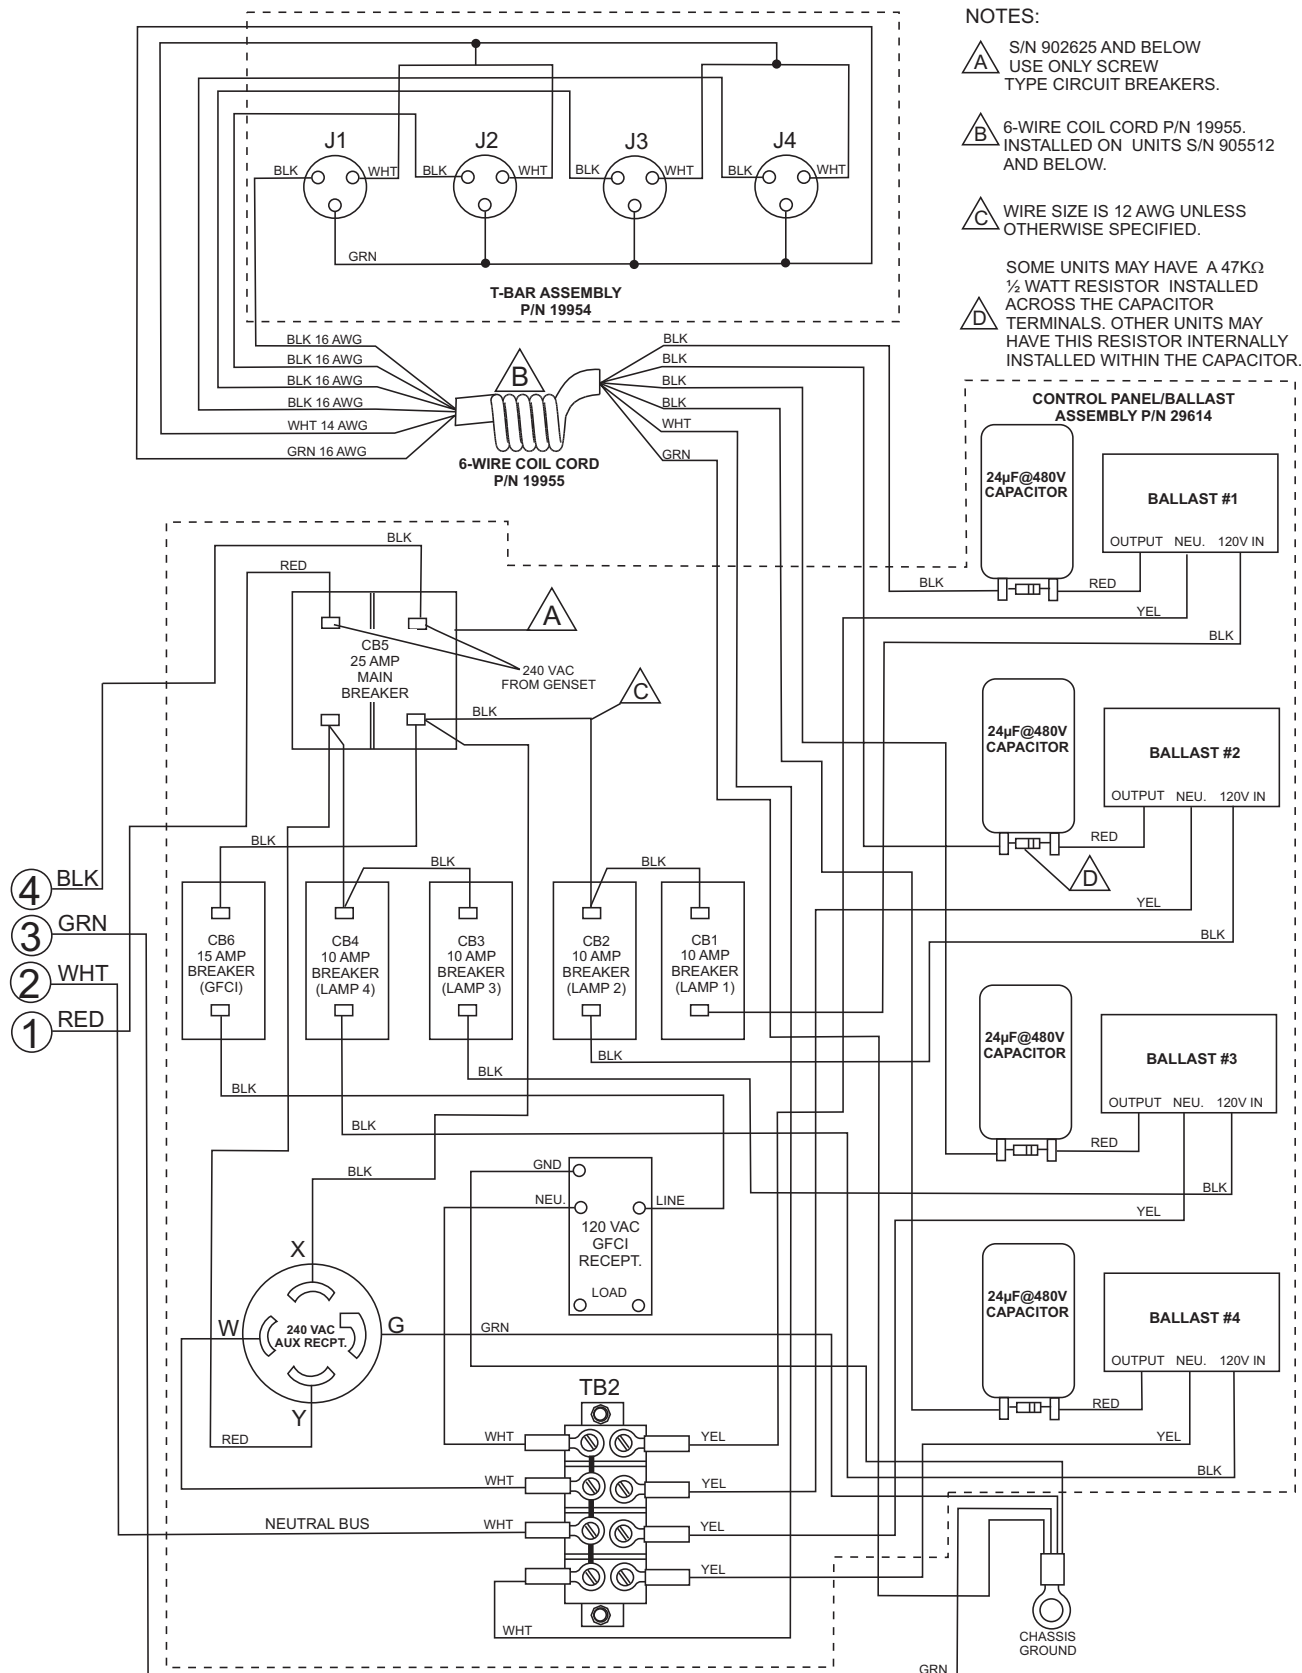 NOTES:
A
S/N 902625 AND BELOW
USE ONLY SCREW
TYPE CIRCUIT BREAKERS.
B
6-WIRE COIL CORD P/N 19955.
INSTALLED ON UNITS S/N 905512
AND BELOW.
C
WIRE SIZE IS 12 AWG UNLESS
OTHERWISE SPECIFIED.
D
SOME UNITS MAY HAVE A 47KΩ
½ WATT RESISTOR INSTALLED
ACROSS THE CAPACITOR
TERMINALS. OTHER UNITS MAY
HAVE THIS RESISTOR INTERNALLY
INSTALLED WITHIN THE CAPACITOR.
J1
J2
J3
J4
BLK
WHT
BLK
WHT
BLK
WHT
BLK
WHT
GRN
T-BAR ASSEMBLY
P/N 19954
BLK 16 AWG
BLK 16 AWG
BLK 16 AWG
BLK 16 AWG
WHT 14 AWG
GRN 16 AWG
B
6-WIRE COIL CORD
P/N 19955
BLK
BLK
BLK
BLK
WHT
GRN
CONTROL PANEL/BALLAST
ASSEMBLY P/N 29614
24µF@480V
CAPACITOR
BALLAST #1
OUTPUT
NEU.
120V IN
BLK
RED
YEL
BLK
24µF@480V
CAPACITOR
BALLAST #2
OUTPUT
NEU.
120V IN
RED
D
YEL
BLK
24µF@480V
CAPACITOR
BALLAST #3
OUTPUT
NEU.
120V IN
RED
BLK
YEL
24µF@480V
CAPACITOR
BALLAST #4
OUTPUT
NEU.
120V IN
RED
YEL
BLK
BLK
RED
A
CB5
25 AMP
MAIN
BREAKER
240 VAC
FROM GENSET
C
BLK
BLK
BLK
BLK
4
BLK
3
GRN
2
WHT
1
RED
CB6
15 AMP
BREAKER
(GFCI)
CB4
10 AMP
BREAKER
(LAMP 4)
CB3
10 AMP
BREAKER
(LAMP 3)
CB2
10 AMP
BREAKER
(LAMP 2)
CB1
10 AMP
BREAKER
(LAMP 1)
BLK
BLK
BLK
BLK
BLK
GND
NEU.
LINE
120 VAC
GFCI
RECEPT.
LOAD
X
W
G
Y
240 VAC
AUX RECPT.
GRN
RED
TB2
WHT
YEL
WHT
YEL
NEUTRAL BUS
WHT
YEL
YEL
WHT
CHASSIS
GROUND
GRN